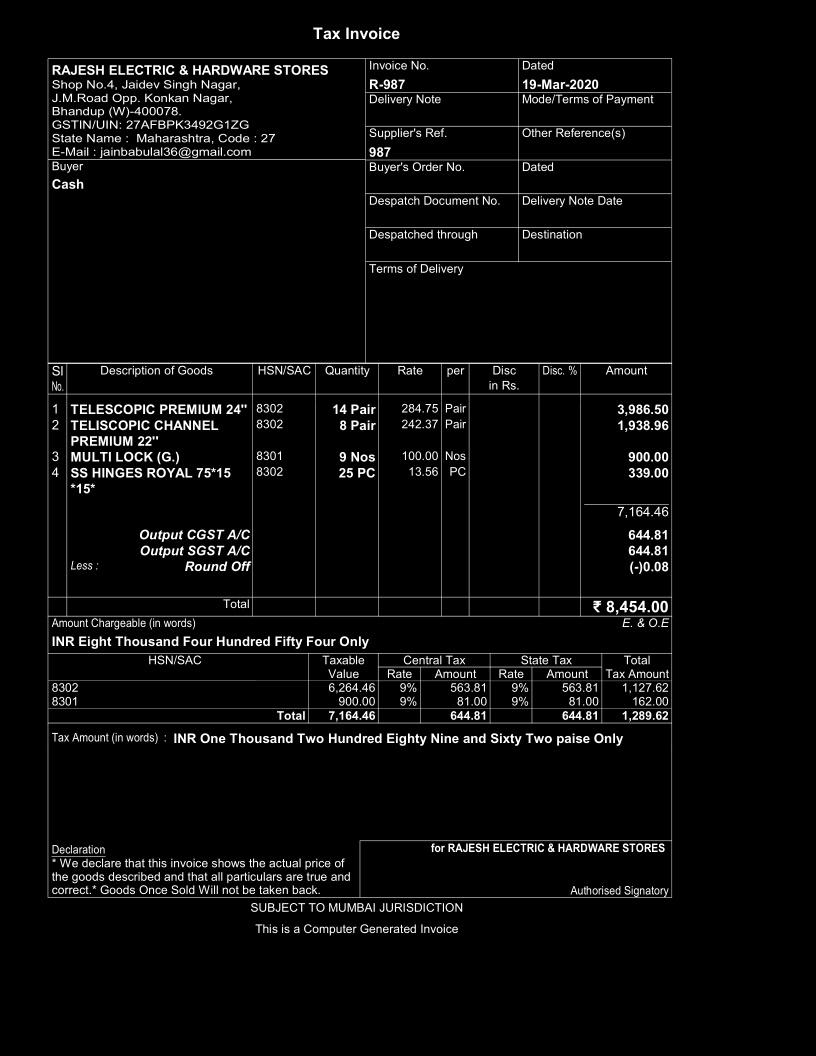 Tax Invoice
RAJESH ELECTRIC & HARDWARE STORES
Shop No.4, Jaidev Singh Nagar,
J.M.Road Opp. Konkan Nagar,
Bhandup (W)-400078.
GSTIN/UIN: 27AFBPK3492G1ZG
State Name : Maharashtra, Code : 27
E-Mail : jainbabulal36@gmail.com
Buyer
Cash
Invoice No. Dated
R-987 19-Mar-2020
Delivery Note Mode/Terms of Payment
Supplier's Ref. Other Reference(s)
987
Buyer's Order No. Dated
Despatch Document No. Delivery Note Date
Despatched through Destination
Terms of Delivery
Sl Description of Goods HSN/SAC Quantity Rate per Disc Disc. % Amount
No. in Rs.
1 TELESCOPIC PREMIUM 24" 8302 14 Pair 284.75 Pair 3,986.50
2 TELISCOPIC CHANNEL 8302 8 Pair 242.37 Pair 1,938.96
PREMIUM 22"
3 MULTI LOCK (G.) 8301 9 Nos 100.00 Nos 900.00
4 SS HINGES ROYAL 75*15 8302 25 PC 13.56 PC 339.00
*15*
7,164.46
Output CGST A/C 644.81
Output SGST A/C 644.81
Less : Round Off (-)0.08
Total ₹ 8,454.00
Amount Chargeable (in words) E. & O.E
INR Eight Thousand Four Hundred Fifty Four Only
HSN/SAC Taxable Central Tax State Tax Total
Value Rate Amount Rate Amount Tax Amount
8302 6,264.46 9% 563.81 9% 563.81 1,127.62
8301 900.00 9% 81.00 9% 81.00 162.00
Total 7,164.46 644.81 644.81 1,289.62
Tax Amount (in words) : INR One Thousand Two Hundred Eighty Nine and Sixty Two paise Only
Declaration
* We declare that this invoice shows the actual price of
the goods described and that all particulars are true and
correct.* Goods Once Sold Will not be taken back.
for RAJESH ELECTRIC & HARDWARE STORES
Authorised Signatory
SUBJECT TO MUMBAI JURISDICTION
This is a Computer Generated Invoice